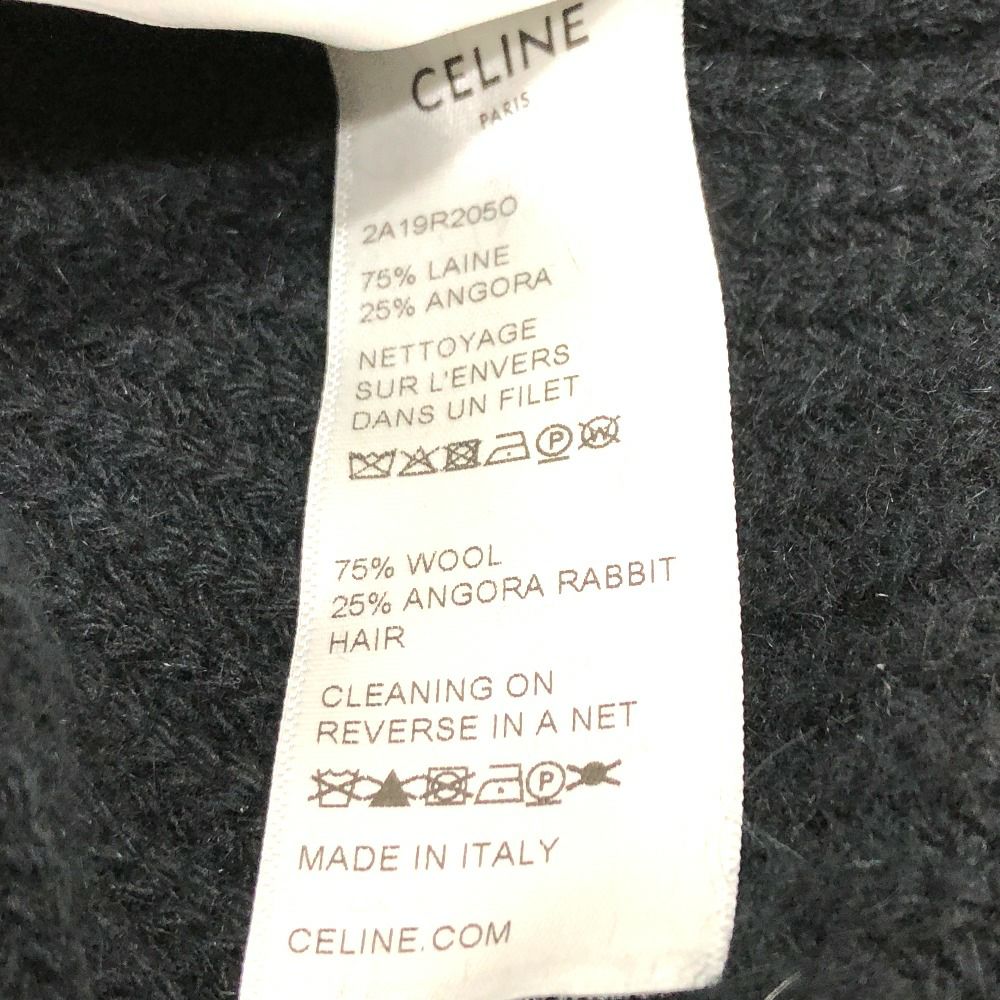 CELINE
PARIS
2A19R205O
75% LAINE
25% ANGORA
NETTOYAGE
SUR L'ENVERS
DANS UN FILET
P W
75% WOOL
25% ANGORA RABBIT
HAIR
CLEANING ON
REVERSE IN A NET
P
MADE IN ITALY
CELINE.COM